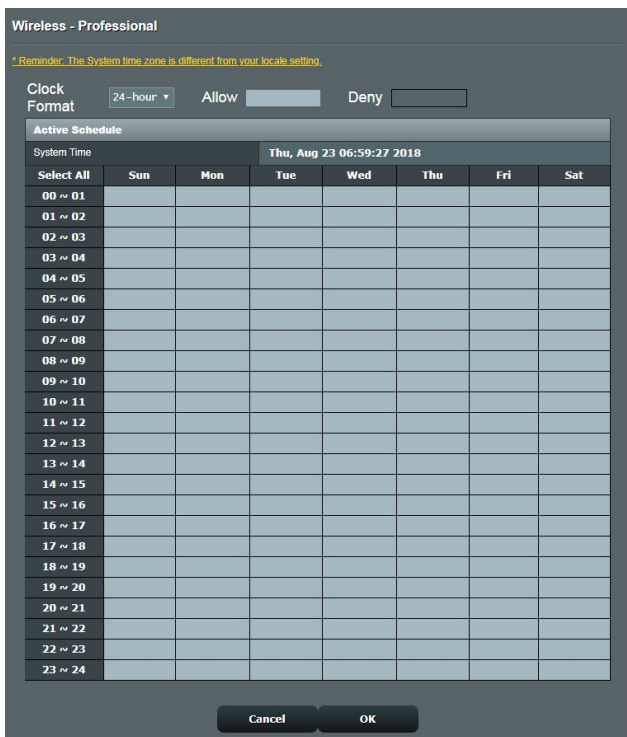 Wireless - Professional
* Reminder: The System time zone is different from your locale setting.
Clock Format 24-hour Allow Deny
Active Schedule
System Time Thu, Aug 23 06:59:27 2018
Select All Sun Mon Tue Wed Thu Fri Sat
00 ~ 01
01 ~ 02
02 ~ 03
03 ~ 04
04 ~ 05
05 ~ 06
06 ~ 07
07 ~ 08
08 ~ 09
09 ~ 10
10 ~ 11
11 ~ 12
12 ~ 13
13 ~ 14
14 ~ 15
15 ~ 16
16 ~ 17
17 ~ 18
18 ~ 19
19 ~ 20
20 ~ 21
21 ~ 22
22 ~ 23
23 ~ 24
Cancel OK